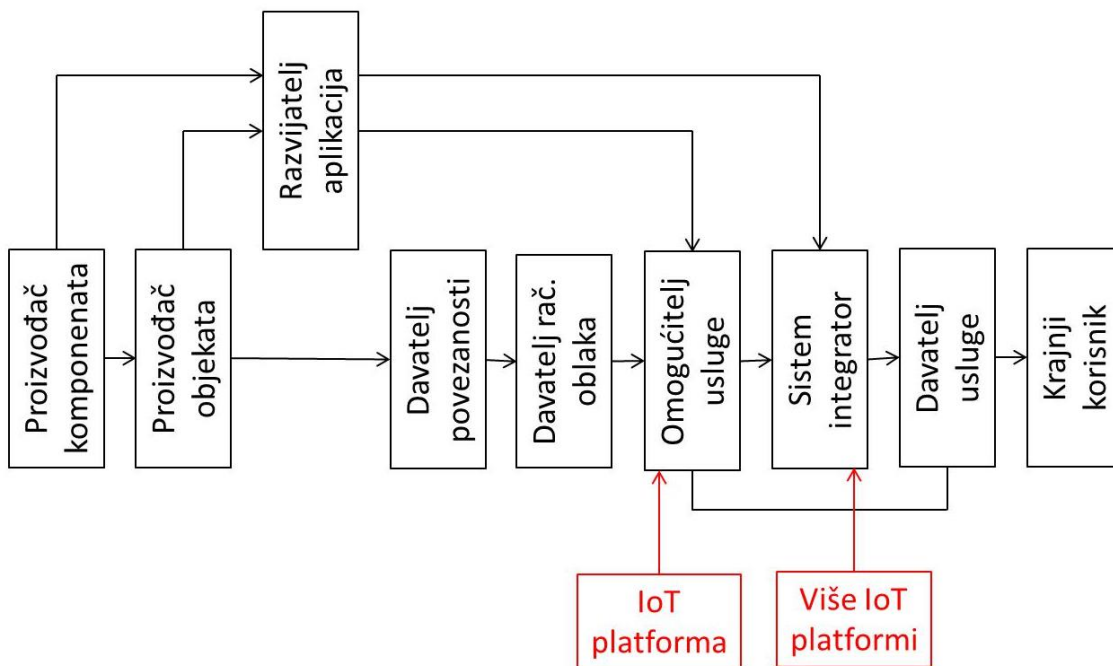 Razvijatelj
aplikacija
Proizvođač
komponenata
Proizvođač
objekata
Davatelj
povezanosti
Davatelj rač.
oblaka
Omogućitelj
usluge
Sistem
integrator
Davatelj
usluge
Krajnji
korisnik
IoT
platforma
Više IoT
platformi